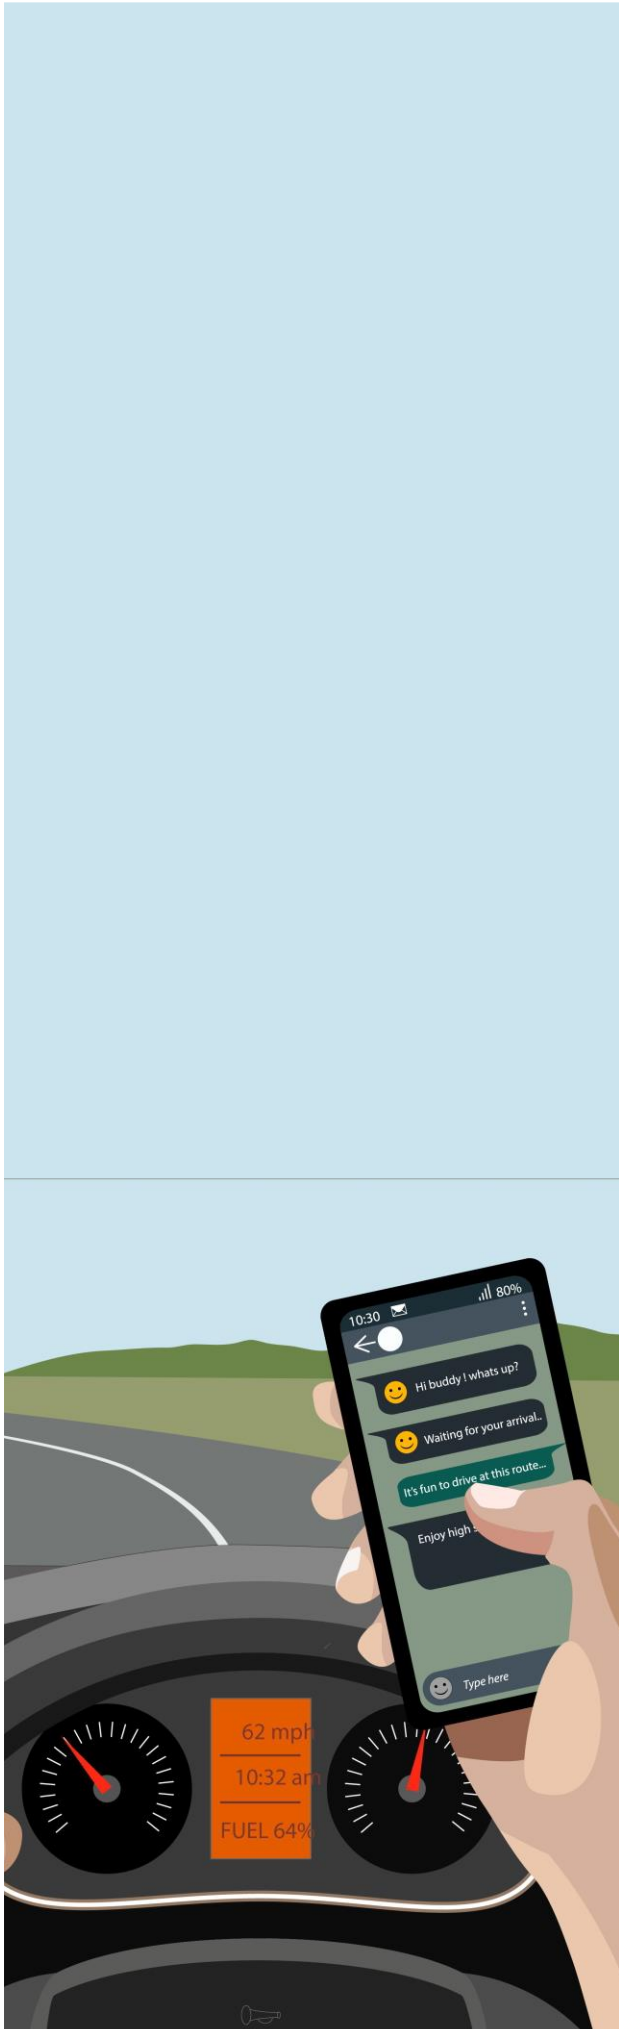 10:30
80%
Hi buddy ! whats up?
Waiting for your arrival..
It's fun to drive at this route...
Enjoy high
Type here
62 mph
10:32 am
FUEL 64%